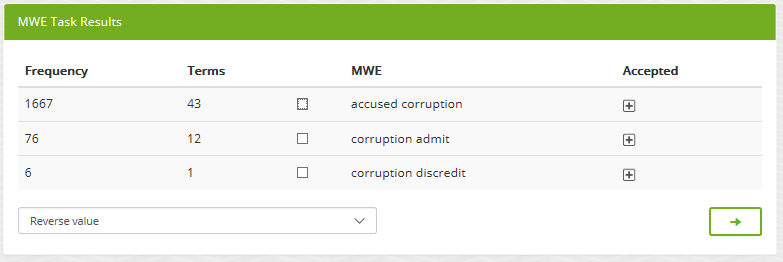 MWE Task Results
Frequency Terms MWE Accepted
1667 43 accused corruption
76 12 corruption admit
6 1 corruption discredit
Reverse value